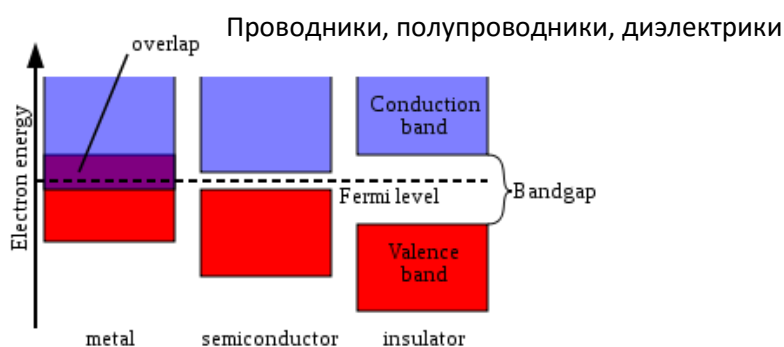 Проводники, полупроводники, диэлектрики
overlap
Electron energy
Conduction
band
Fermi level
Bandgap
Valence
band
metal
semiconductor
insulator